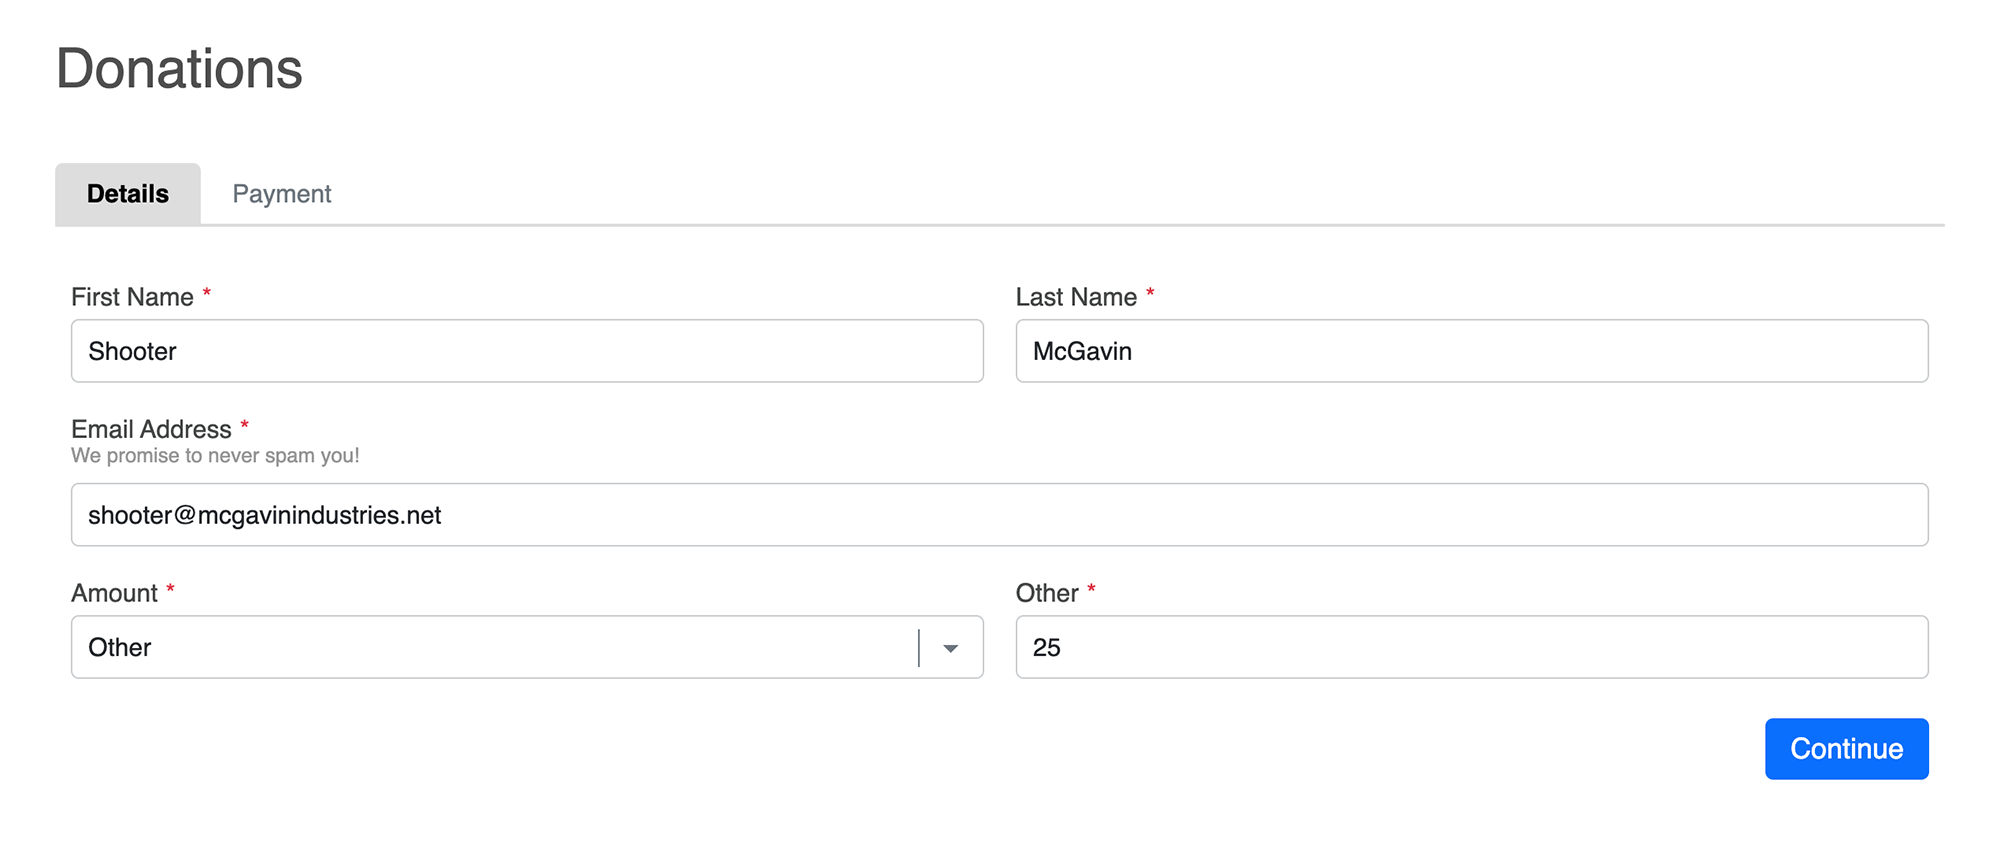 Donations
Details Payment
First Name * Last Name *
Shooter McGavin
Email Address *
We promise to never spam you!
shooter@mcgavinindustries.net
Amount * Other *
Other 25
Continue